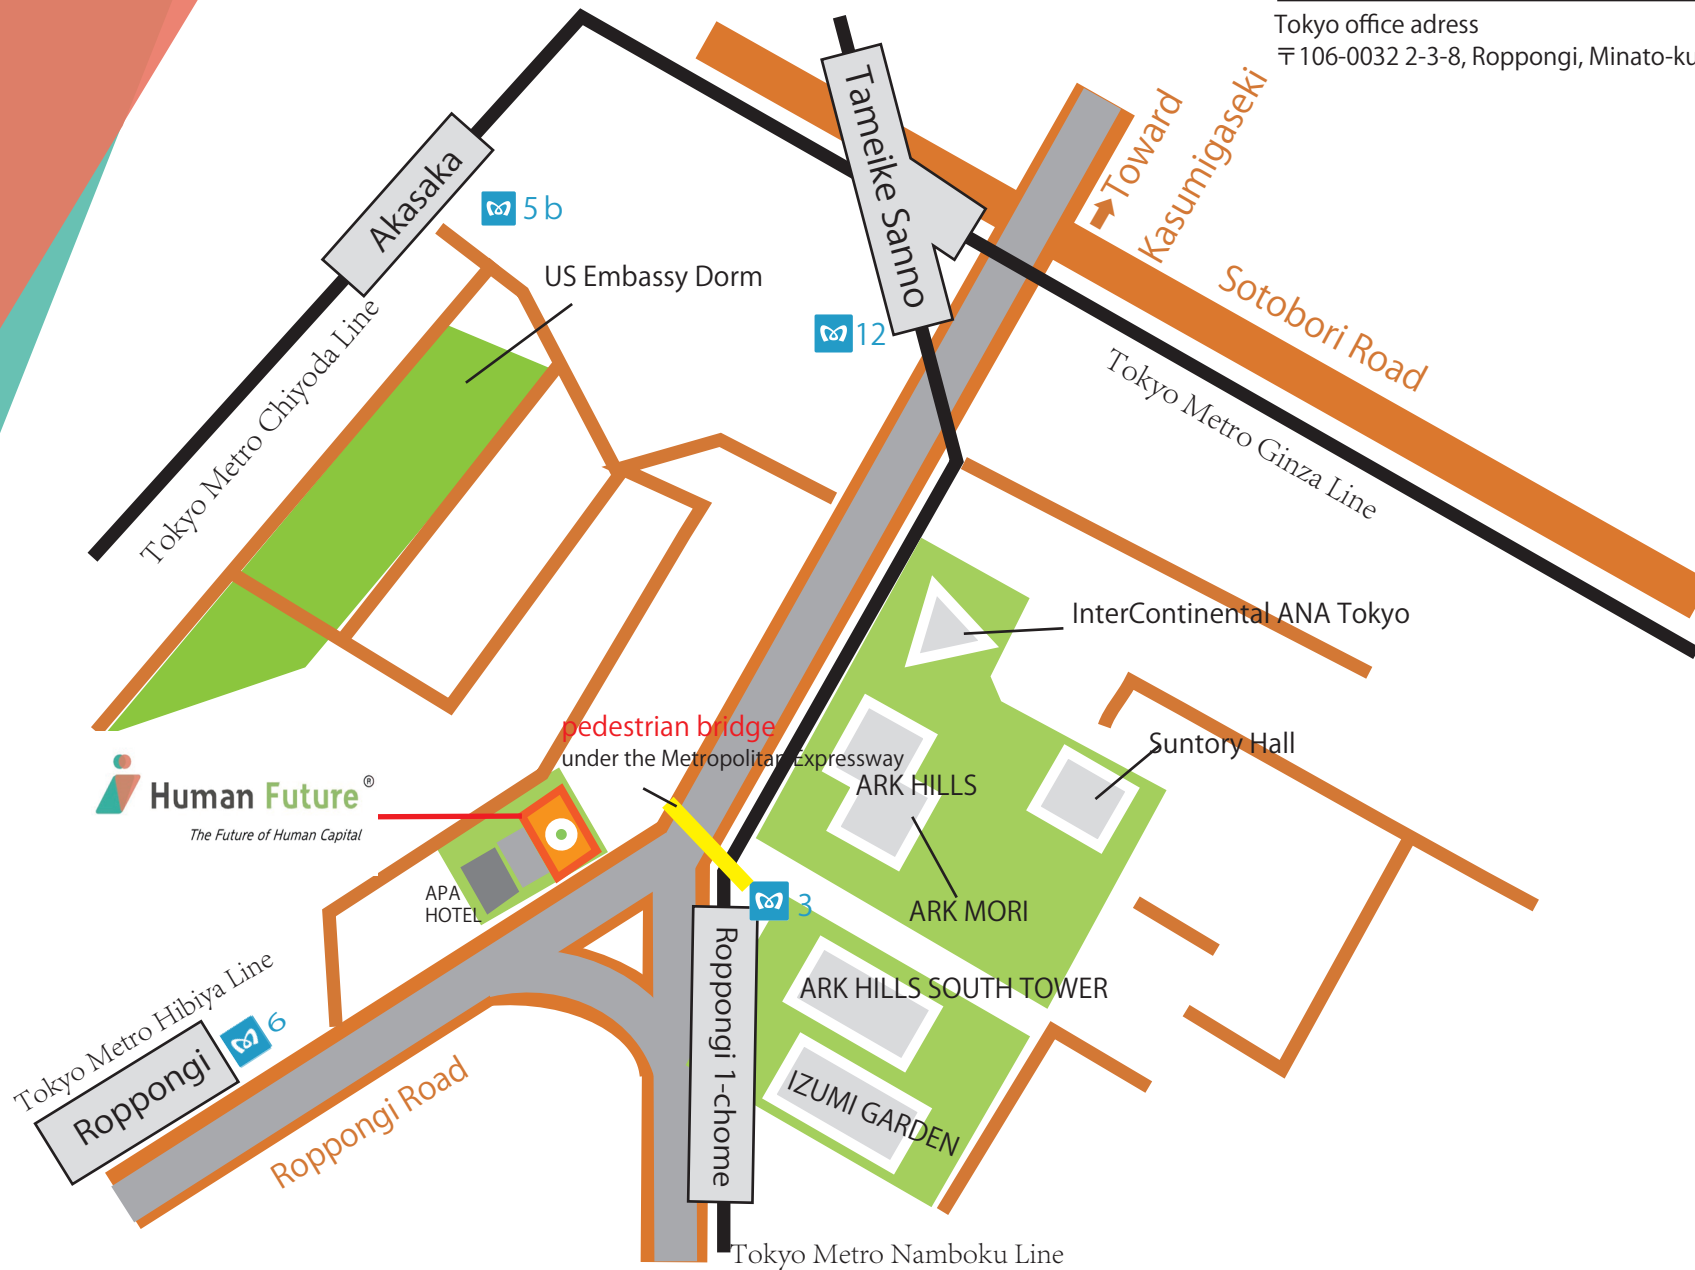 Tokyo office adress
〒106-0032 2-3-8, Roppongi, Minato-ku
Toward
Kasumigaseki
Tameike Sanno
Akasaka
5b
US Embassy Dorm
12
Sotobori Road
Tokyo Metro Chiyoda Line
Tokyo Metro Ginza Line
InterContinental ANA Tokyo
pedestrian bridge
under the Metropolitan Expressway
Suntory Hall
ARK HILLS
Human Future®
The Future of Human Capital
APA
HOTEL
3
ARK MORI
Roppongi 1-chome
ARK HILLS SOUTH TOWER
Tokyo Metro Hibiya Line
6
Roppongi
Roppongi Road
IZUMI GARDEN
Tokyo Metro Namboku Line